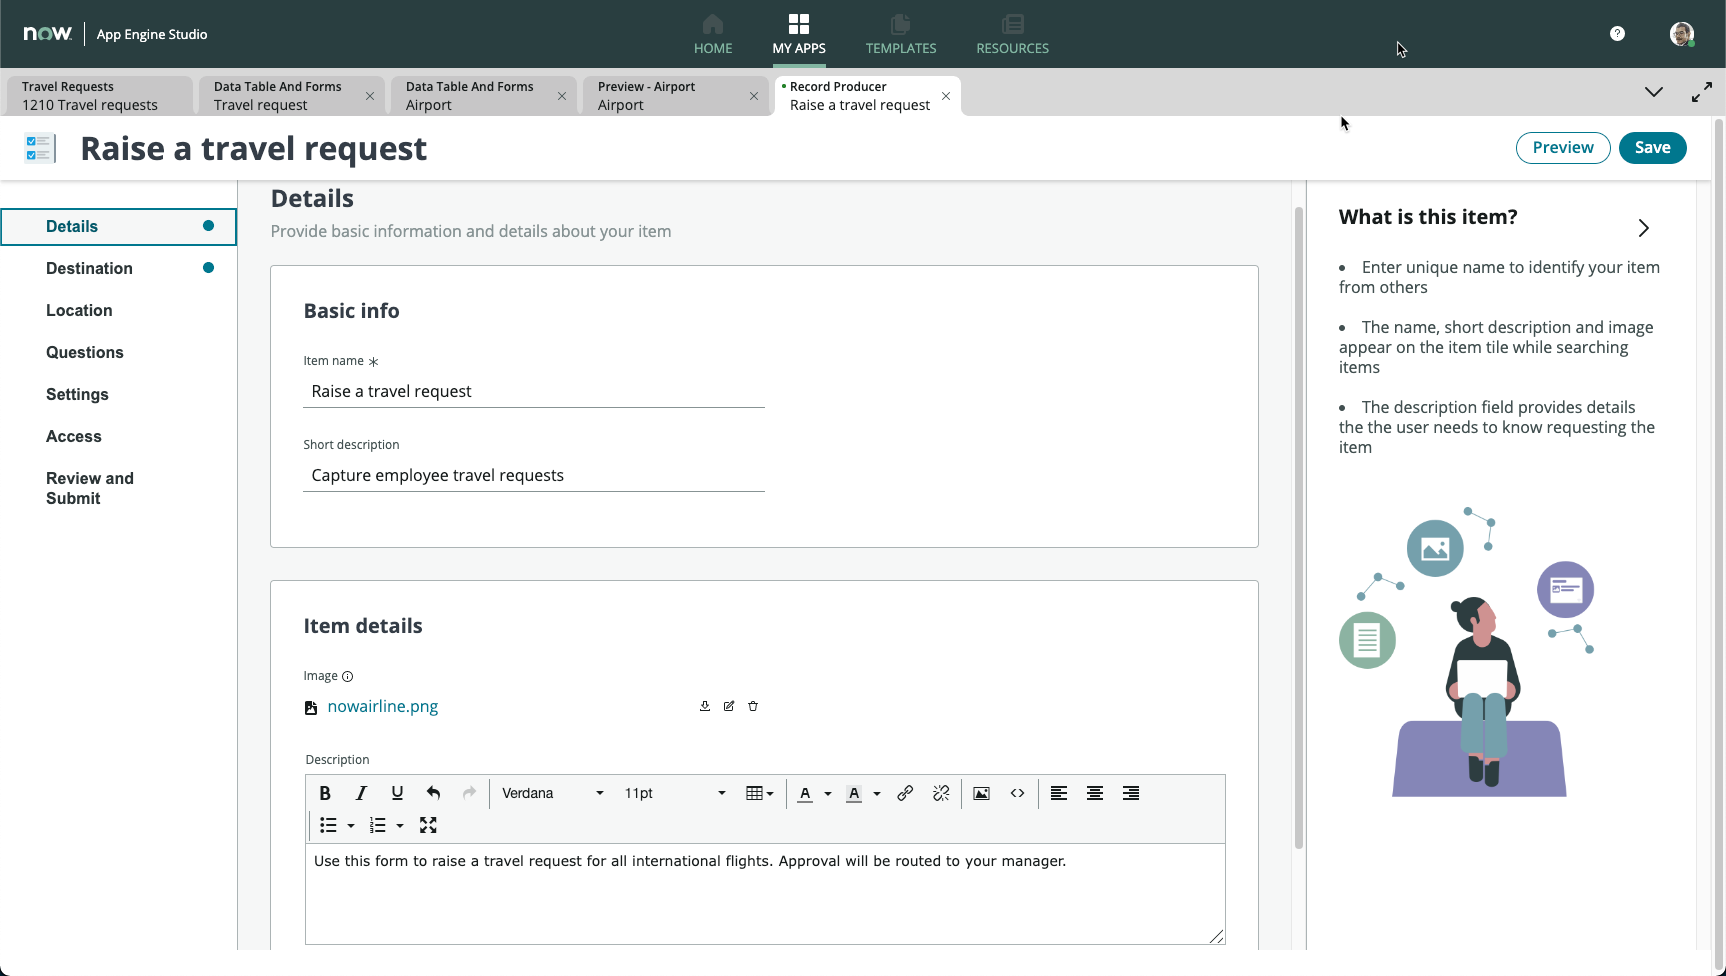 now.
App Engine Studio
HOME
MY APPS
TEMPLATES
RESOURCES
?
Travel Requests
1210 Travel requests
Data Table And Forms
Travel request
Data Table And Forms
Airport
Preview - Airport
Airport
Record Producer
Raise a travel request
Raise a travel request
Preview
Save
Details
Destination
Location
Questions
Settings
Access
Review and
Submit
Details
Provide basic information and details about your item
Basic info
Item name *
Raise a travel request
Short description
Capture employee travel requests
Item details
Image
nowairline.png
Description
B I U Verdana 11pt A A
Use this form to raise a travel request for all international flights. Approval will be routed to your manager.
What is this item?
• Enter unique name to identify your item
from others
• The name, short description and image
appear on the item tile while searching
items
• The description field provides details
the the user needs to know requesting the
item